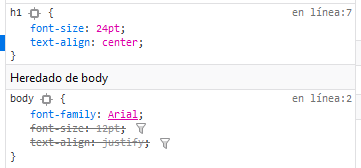 h1 { en línea:7
font-size: 24pt;
text-align: center;
}
Heredado de body
body { en línea:2
font-family: Arial;
font-size: 12pt;
text-align: justify;
}